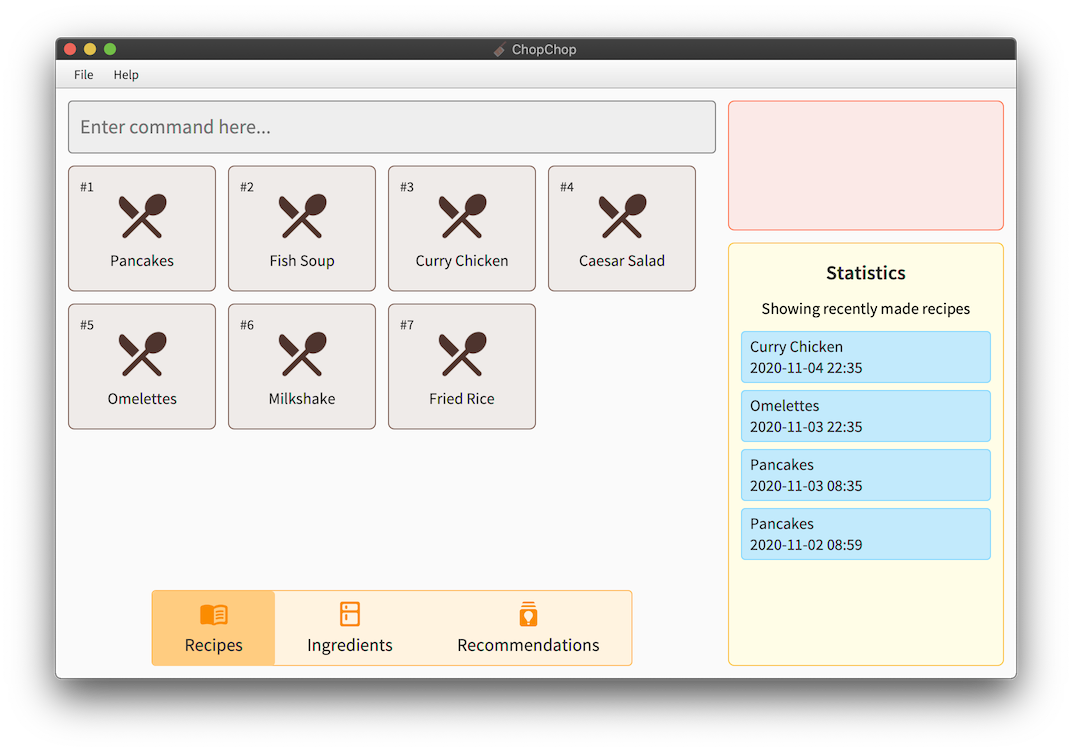 ChopChop
File Help
Enter command here...
#1
Pancakes
#2
Fish Soup
#3
Curry Chicken
#4
Caesar Salad
#5
Omelettes
#6
Milkshake
#7
Fried Rice
Statistics
Showing recently made recipes
Curry Chicken
2020-11-04 22:35
Omelettes
2020-11-03 22:35
Pancakes
2020-11-03 08:35
Pancakes
2020-11-02 08:59
Recipes
Ingredients
Recommendations